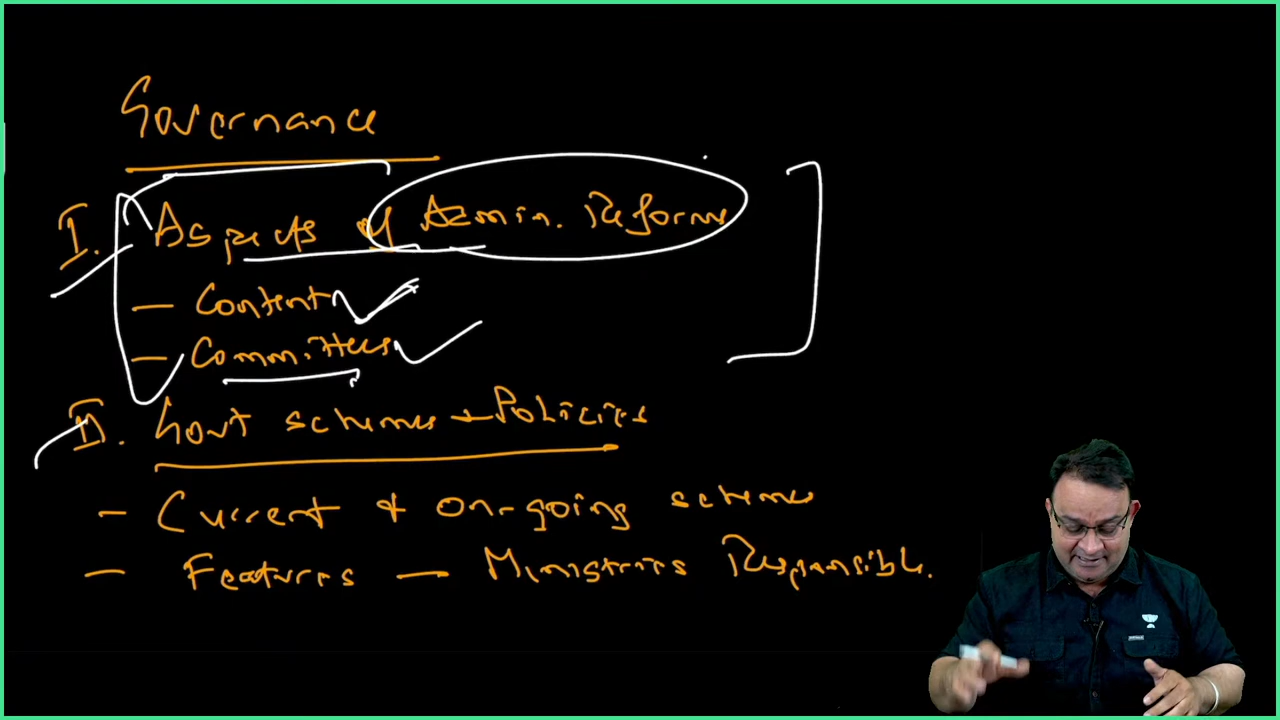 Governance
I. Aspects of Admin. Reforms
— Content
— Committees
II. Govt schemes + Policies
— Current & on-going schemes
— Features — Ministries Responsible.